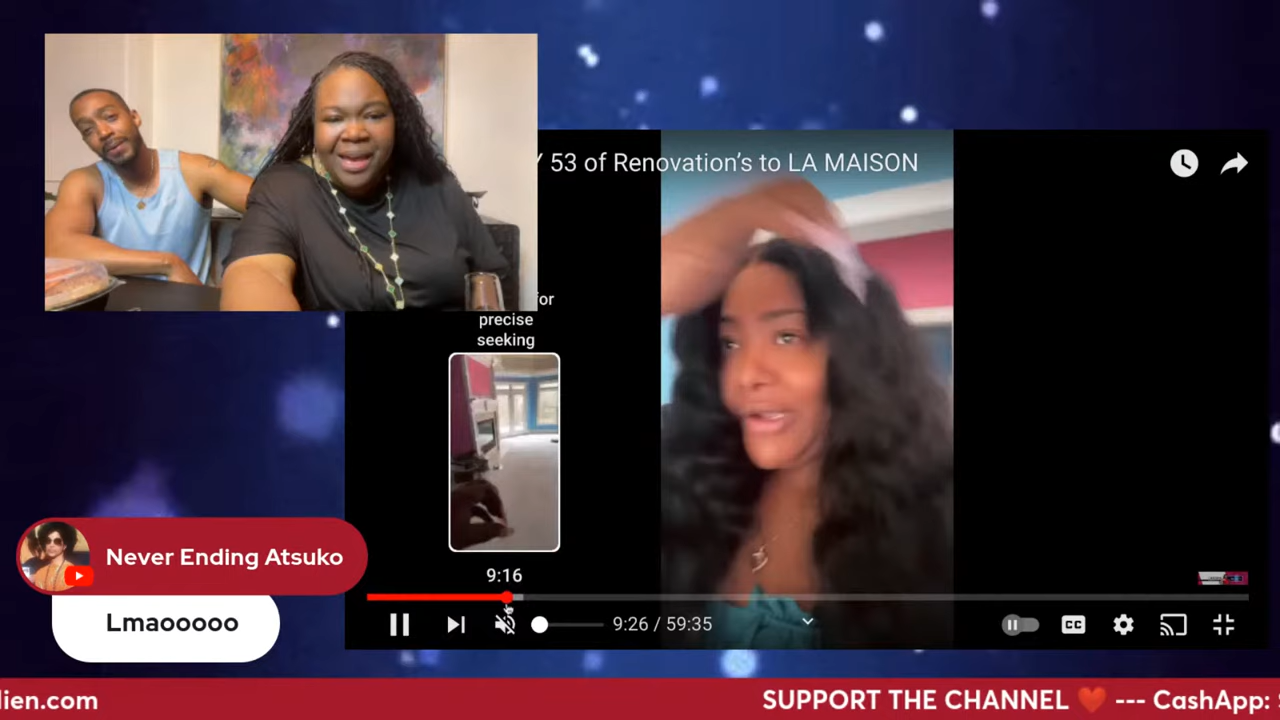 / 53 of Renovation's to LA MAISON
for
precise
seeking
9:16
9:26 / 59:35
CC
Never Ending Atsuko
Lmaooooo
lien.com
SUPPORT THE CHANNEL ❤️ --- CashApp: